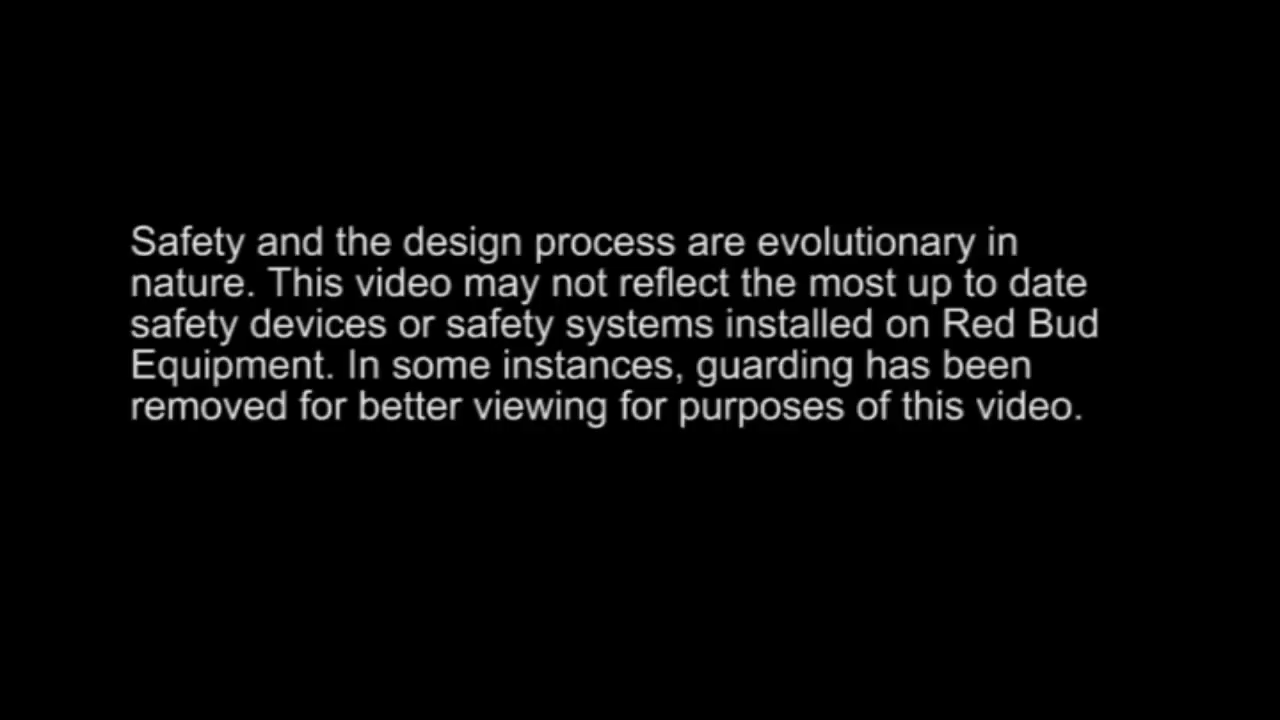 Safety and the design process are evolutionary in
nature. This video may not reflect the most up to date
safety devices or safety systems installed on Red Bud
Equipment. In some instances, guarding has been
removed for better viewing for purposes of this video.